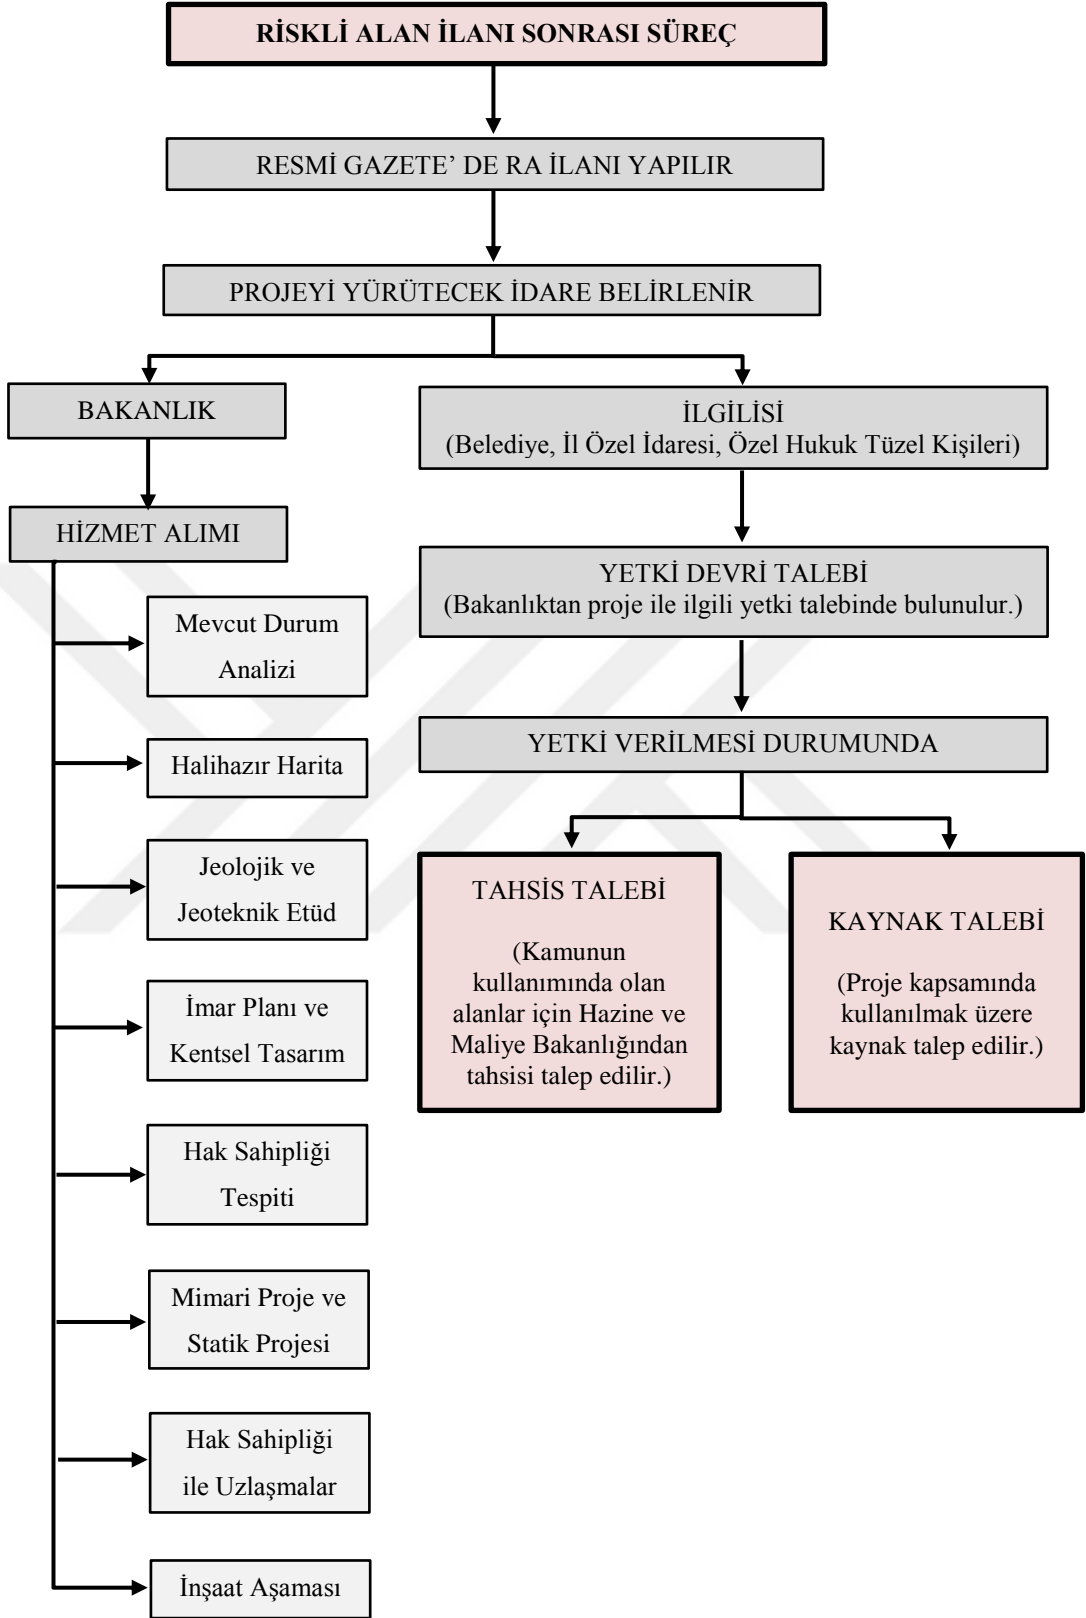 RİSKLİ ALAN İLANI SONRASI SÜREÇ
RESMİ GAZETE’ DE RA İLANI YAPILIR
PROJEYİ YÜRÜTECEK İDARE BELİRLENİR
BAKANLIK
HİZMET ALIMI
Mevcut Durum
Analizi
Halihazır Harita
Jeolojik ve
Jeoteknik Etüd
İmar Planı ve
Kentsel Tasarım
Hak Sahipliği
Tespiti
Mimari Proje ve
Statik Projesi
Hak Sahipliği
ile Uzlaşmalar
İnşaat Aşaması
İLGİLİSİ
(Belediye, İl Özel İdaresi, Özel Hukuk Tüzel Kişileri)
YETKİ DEVRİ TALEBİ
(Bakanlıktan proje ile ilgili yetki talebinde bulunulur.)
YETKİ VERİLMESİ DURUMUNDA
TAHSİS TALEBİ
(Kamunun
kullanımında olan
alanlar için Hazine ve
Maliye Bakanlığından
tahsisi talep edilir.)
KAYNAK TALEBİ
(Proje kapsamında
kullanılmak üzere
kaynak talep edilir.)